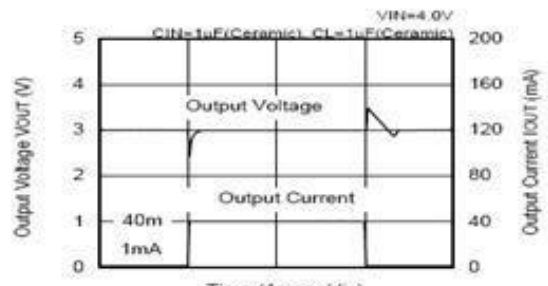 VIN=4.0V
CIN=1uF(Ceramic), CL=1uF(Ceramic)
Output Voltage VOUT (V)
5
4
3
2
1
0
Output Voltage
Output Current
40m
1mA
200
160
120
80
40
0
Output Current IOUT (mA)